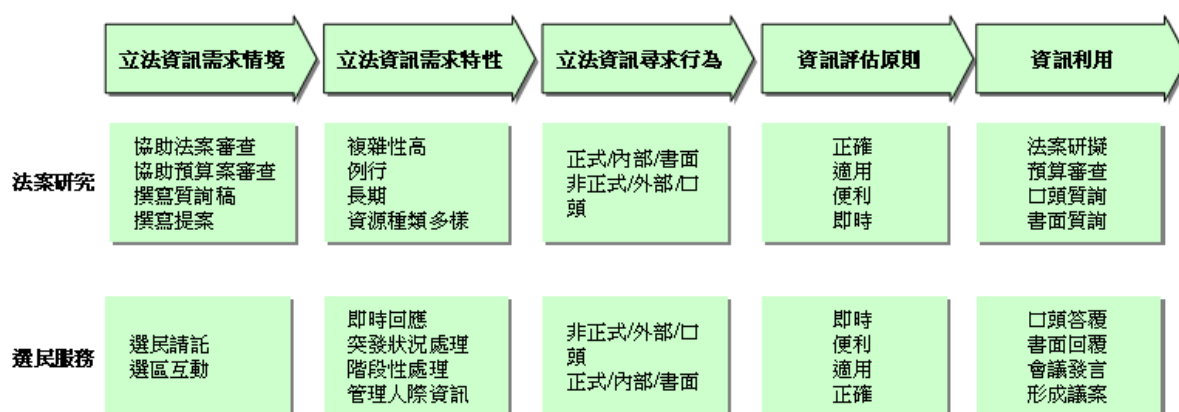 立法資訊需求情境
立法資訊需求特性
立法資訊尋求行為
資訊評估原則
資訊利用
法案研究
協助法案審查
協助預算案審查
撰寫質詢稿
撰寫提案
複雜性高
例行
長期
資源種類多樣
正式/內部/書面
非正式/外部/口
頭
正確
適用
便利
即時
法案研擬
預算審查
口頭質詢
書面質詢
選民服務
選民請託
選區互動
即時回應
突發狀況處理
階段性處理
管理人際資訊
非正式/外部/口
頭
正式/內部/書面
即時
便利
適用
正確
口頭答覆
書面回覆
會議發言
形成議案